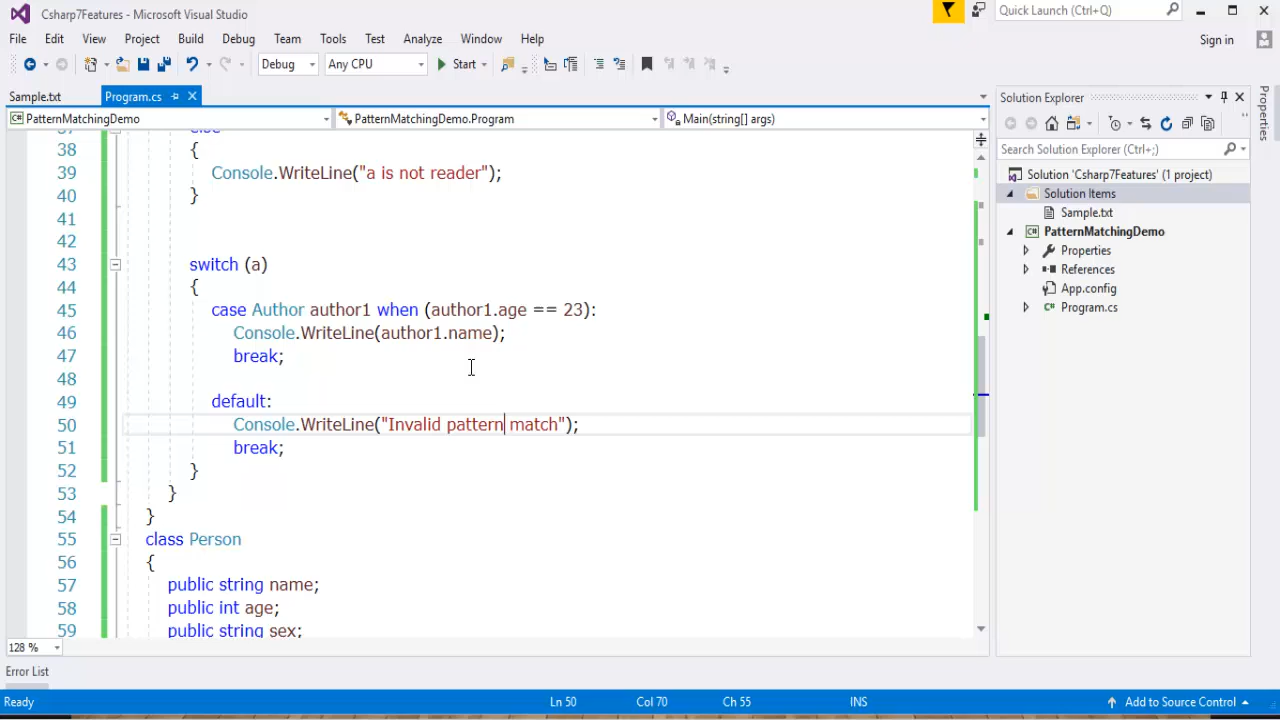 Csharp7Features - Microsoft Visual Studio
Quick Launch (Ctrl+Q)
File Edit View Project Build Debug Team Tools Test Analyze Window Help
Sign in
Debug Any CPU Start
Sample.txt Program.cs
PatternMatchingDemo PatternMatchingDemo.Program Main(string[] args)
37 else
38 {
39 Console.WriteLine("a is not reader");
40 }
41
42
43 switch (a)
44 {
45 case Author author1 when (author1.age == 23):
46 Console.WriteLine(author1.name);
47 break;
48
49 default:
50 Console.WriteLine("Invalid pattern match");
51 break;
52 }
53 }
54 }
55 class Person
56 {
57 public string name;
58 public int age;
59 public string sex;
128 %
Solution Explorer
Search Solution Explorer (Ctrl+;)
Solution 'Csharp7Features' (1 project)
Solution Items
Sample.txt
PatternMatchingDemo
Properties
References
App.config
Program.cs
Properties
Error List
Ready Ln 50 Col 70 Ch 55 INS Add to Source Control